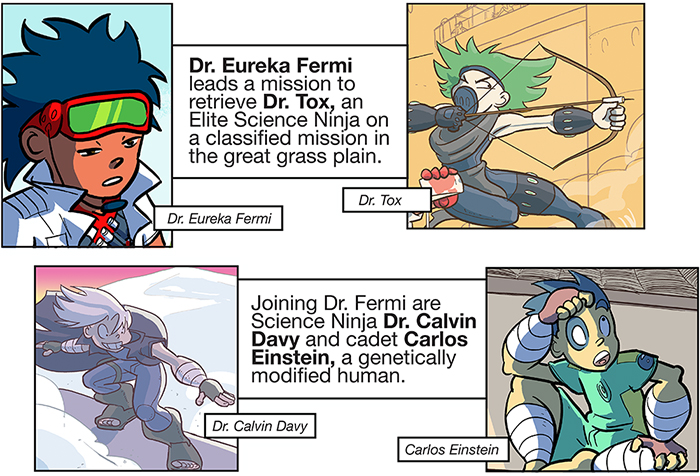 Dr. Eureka Fermi
leads a mission to
retrieve Dr. Tox, an
Elite Science Ninja on
a classified mission in
the great grass plain.
Dr. Eureka Fermi
Dr. Tox
Joining Dr. Fermi are
Science Ninja Dr. Calvin
Davy and cadet Carlos
Einstein, a genetically
modified human.
Dr. Calvin Davy
Carlos Einstein